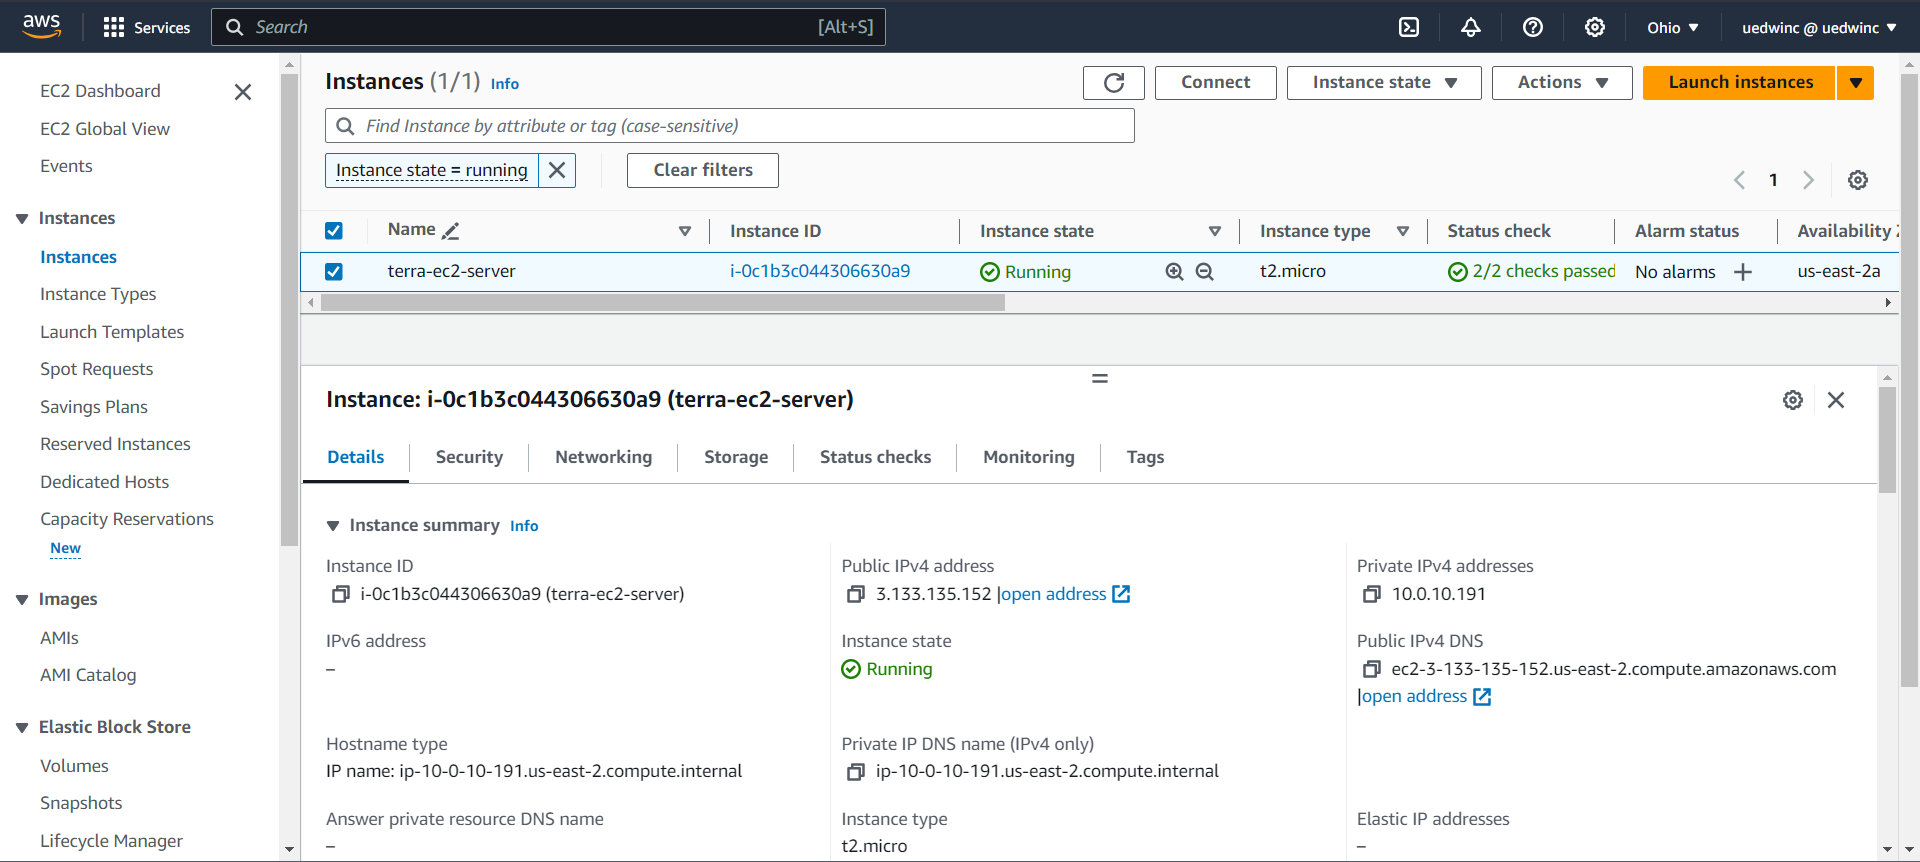 aws
Services
Search
[Alt+S]
Ohio
uedwinc @ uedwinc
EC2 Dashboard
EC2 Global View
Events
Instances
Instances
Instance Types
Launch Templates
Spot Requests
Savings Plans
Reserved Instances
Dedicated Hosts
Capacity Reservations
New
Images
AMIs
AMI Catalog
Elastic Block Store
Volumes
Snapshots
Lifecycle Manager
Instances (1/1) Info
Connect
Instance state
Actions
Launch instances
Find Instance by attribute or tag (case-sensitive)
Instance state = running
Clear filters
1
Name
Instance ID
Instance state
Instance type
Status check
Alarm status
Availability Z
terra-ec2-server
i-0c1b3c044306630a9
Running
t2.micro
2/2 checks passed
No alarms
us-east-2a
Instance: i-0c1b3c044306630a9 (terra-ec2-server)
Details
Security
Networking
Storage
Status checks
Monitoring
Tags
Instance summary Info
Instance ID
i-0c1b3c044306630a9 (terra-ec2-server)
Public IPv4 address
3.133.135.152 |open address
Private IPv4 addresses
10.0.10.191
IPv6 address
–
Instance state
Running
Public IPv4 DNS
ec2-3-133-135-152.us-east-2.compute.amazonaws.com
|open address
Hostname type
IP name: ip-10-0-10-191.us-east-2.compute.internal
Private IP DNS name (IPv4 only)
ip-10-0-10-191.us-east-2.compute.internal
Answer private resource DNS name
–
Instance type
t2.micro
Elastic IP addresses
–